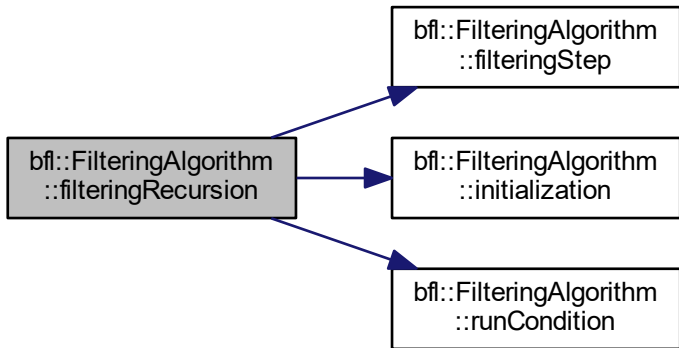 bfl::FilteringAlgorithm
::filteringRecursion
bfl::FilteringAlgorithm
::filteringStep
bfl::FilteringAlgorithm
::initialization
bfl::FilteringAlgorithm
::runCondition